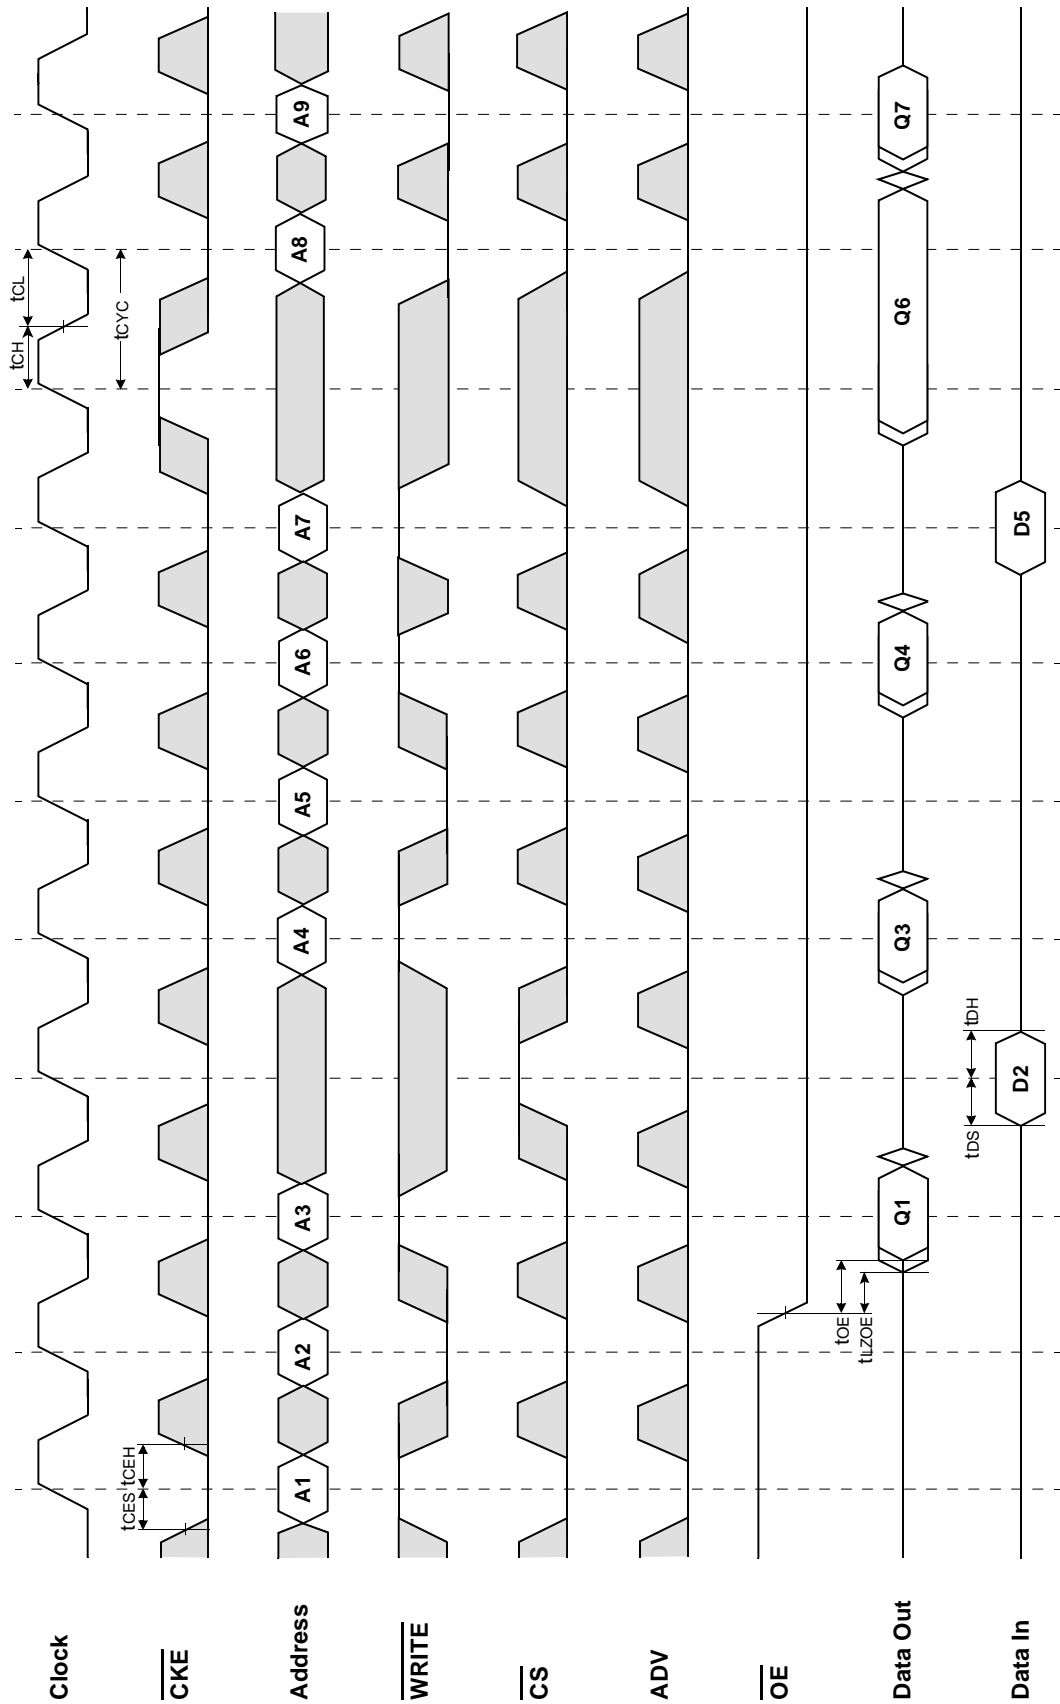 Clock
tCH
tCL
tCYC
CKE
tCES
tCEH
Address
A1
A2
A3
A4
A5
A6
A7
A8
A9
WRITE
CS
ADV
OE
tOE
tLZOE
Data Out
Q1
Q3
Q4
Q6
Q7
Data In
tDS
tDH
D2
D5